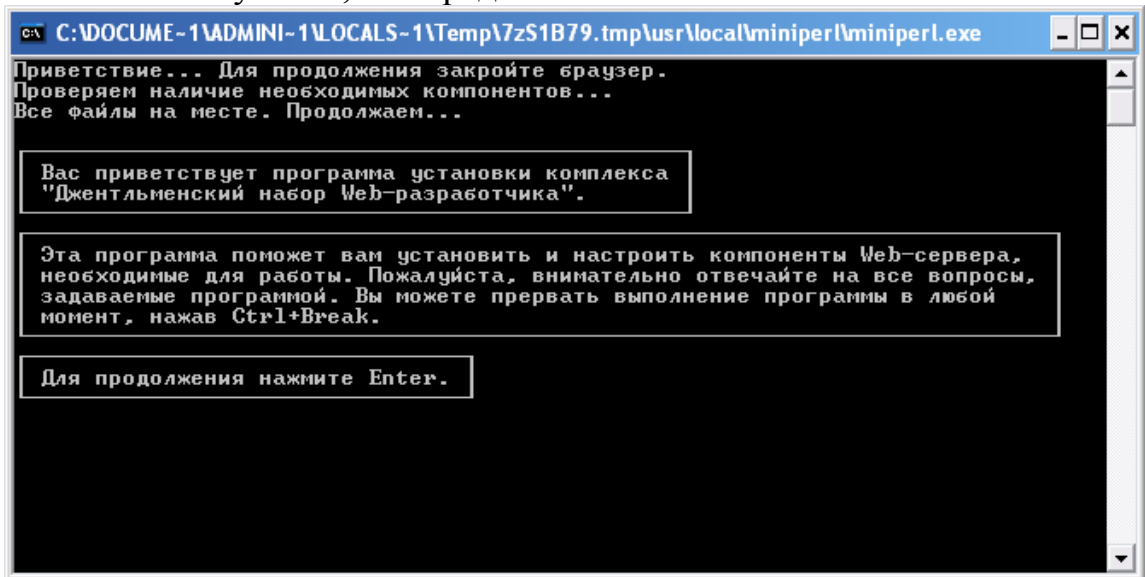 C:\DOCUME~1\ADMINI~1\LOCALS~1\Temp\7zS1B79.tmp\usr\local\miniperl\miniperl.exe
Приветствие... Для продолжения закройте браузер.
Проверяем наличие необходимых компонентов...
Все файлы на месте. Продолжаем...
Вас приветствует программа установки комплекса
"Джентльменский набор Web-разработчика".
Эта программа поможет вам установить и настроить компоненты Web-сервера,
необходимые для работы. Пожалуйста, внимательно отвечайте на все вопросы,
задаваемые программой. Вы можете прервать выполнение программы в любой
момент, нажав Ctrl+Break.
Для продолжения нажмите Enter.